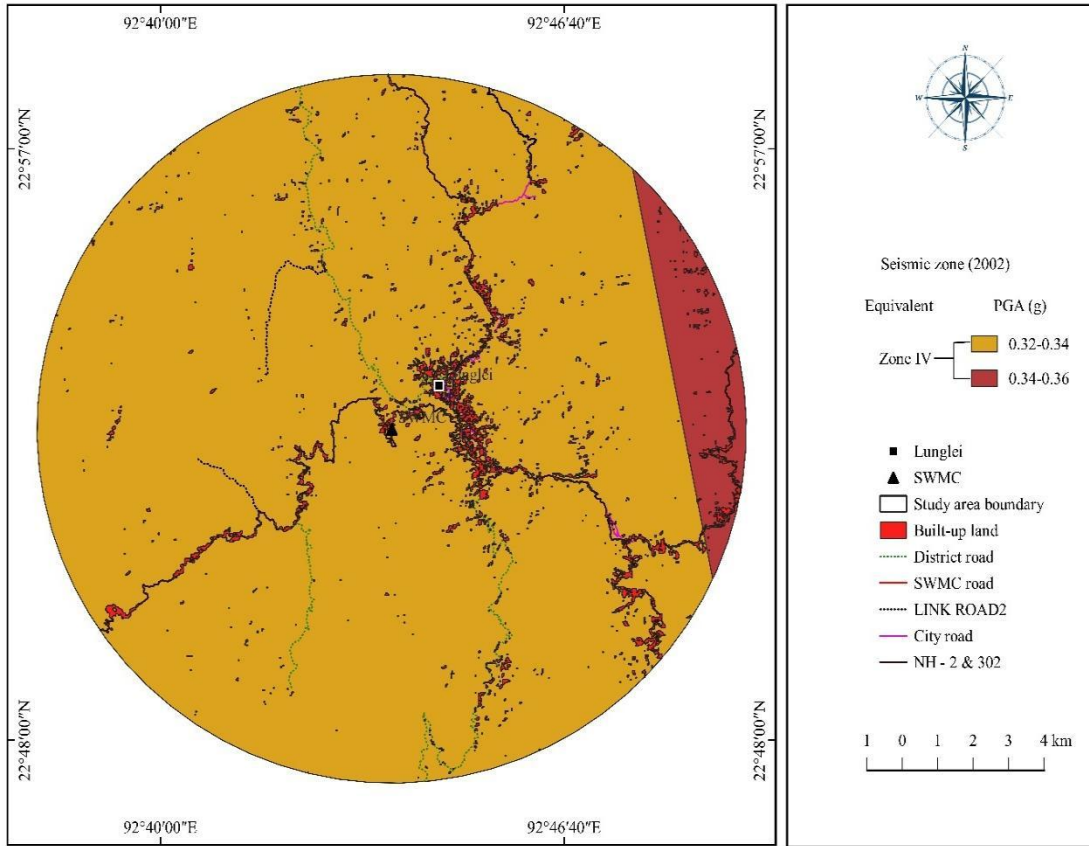 92°40'00"E
92°46'40"E
22°57'00"N
22°57'00"N
Lunglei
SWMC
22°48'00"N
22°48'00"N
92°40'00"E
92°46'40"E
N
W
E
S
Seismic zone (2002)
Equivalent PGA (g)
Zone IV
0.32-0.34
0.34-0.36
Lunglei
SWMC
Study area boundary
Built-up land
District road
SWMC road
LINK ROAD2
City road
NH - 2 & 302
1 0 1 2 3 4 km